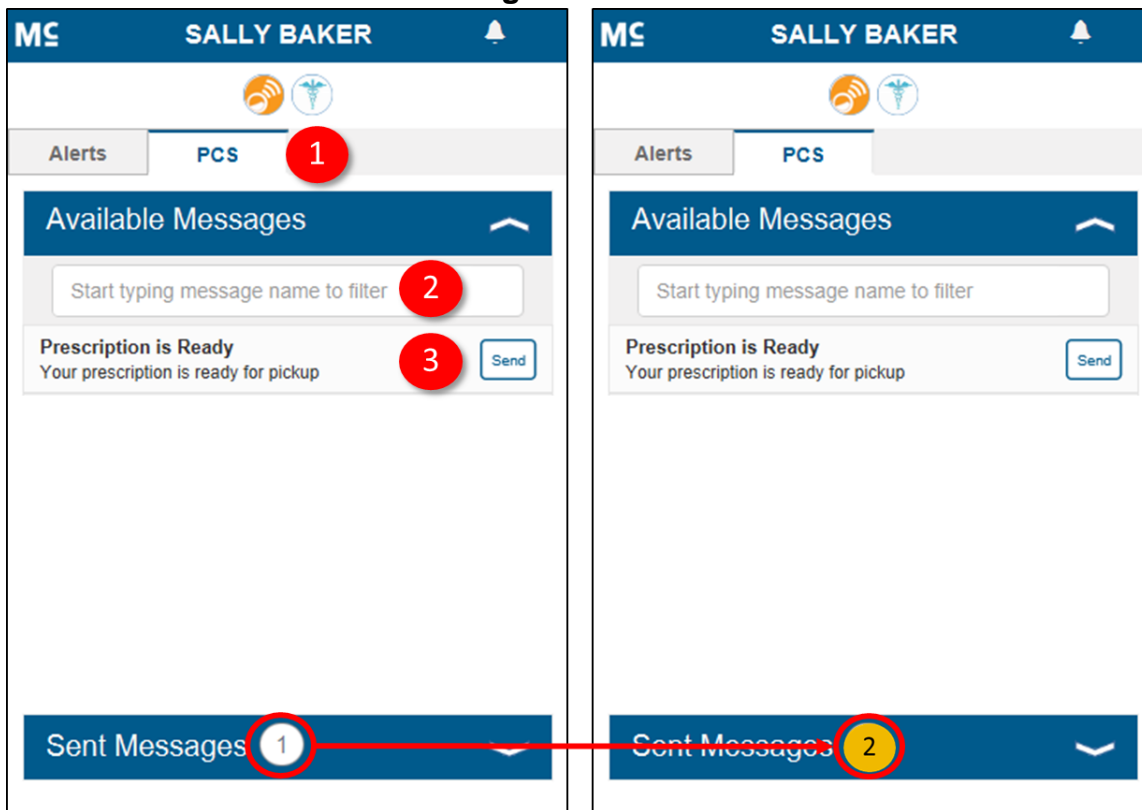 MC SALLY BAKER
Alerts PCS 1
Available Messages
Start typing message name to filter 2
Prescription is Ready
Your prescription is ready for pickup
3 Send
Sent Messages 1
MC SALLY BAKER
Alerts PCS
Available Messages
Start typing message name to filter
Prescription is Ready
Your prescription is ready for pickup
Send
Sent Messages 2